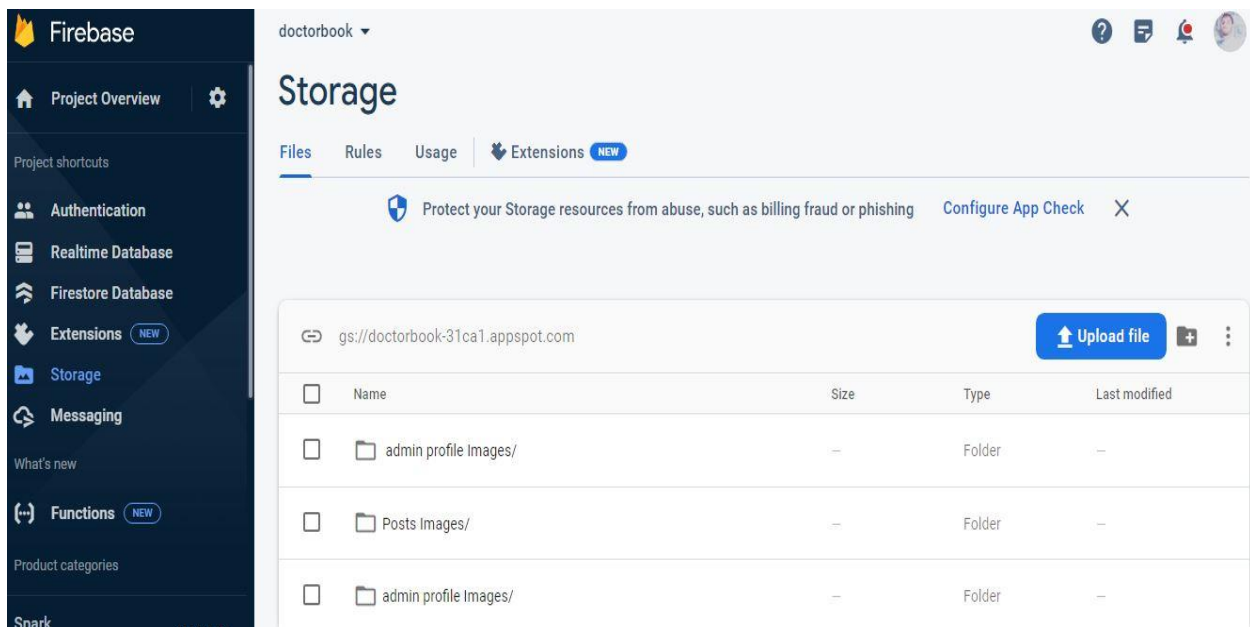 Firebase
doctorbook
Project Overview
Storage
Files Rules Usage Extensions NEW
Project shortcuts
Protect your Storage resources from abuse, such as billing fraud or phishing Configure App Check
Authentication
Realtime Database
Firestore Database
Extensions NEW
Storage
Messaging
What's new
Functions NEW
Product categories
Spark
gs://doctorbook-31ca1.appspot.com Upload file
Name Size Type Last modified
admin profile Images/ – Folder –
Posts Images/ – Folder –
admin profile Images/ – Folder –